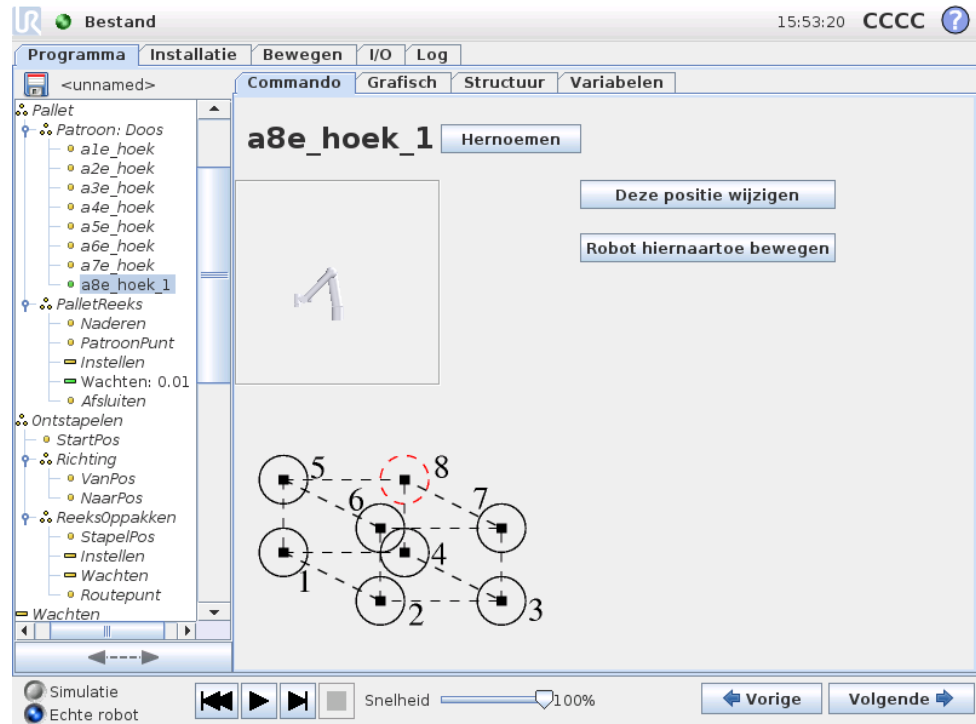 UR Bestand 15:53:20 CCCC ?
Programma Installatie Bewegen I/O Log
<unnamed>
Commando Grafisch Structuur Variabelen
Pallet
Patroon: Doos
a1e_hoek
a2e_hoek
a3e_hoek
a4e_hoek
a5e_hoek
a6e_hoek
a7e_hoek
a8e_hoek_1
PalletReeks
Naderen
PatroonPunt
Instellen
Wachten: 0.01
Afsluiten
Ontstapelen
StartPos
Richting
VanPos
NaarPos
ReeksOppakken
StapelPos
Instellen
Wachten
Routepunt
Wachten
a8e_hoek_1 Hernoemen
Deze positie wijzigen
Robot hiernaartoe bewegen
5 8
6 7
1 4
2 3
Simulatie
Echte robot
Snelheid 100%
Vorige Volgende